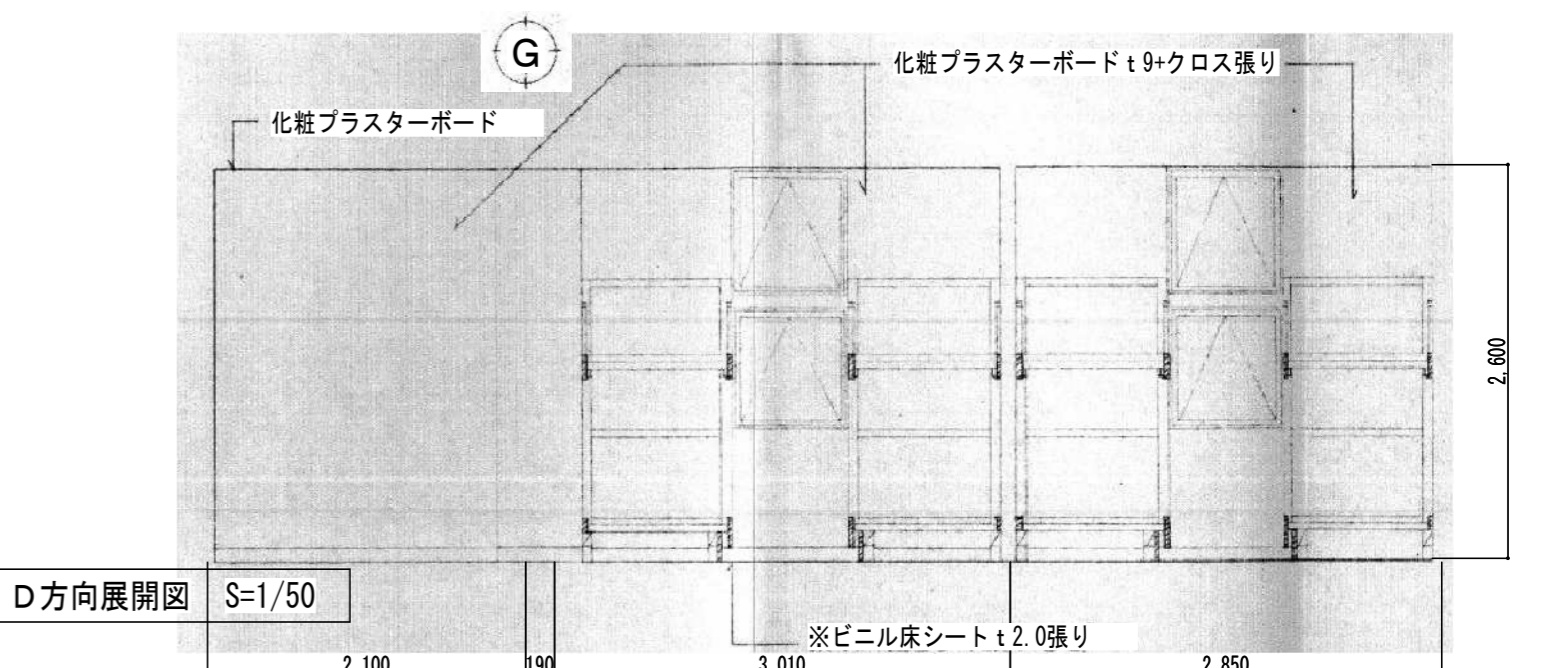 G
化粧プラスターボードｔ9+クロス張り
化粧プラスターボード
2,600
D方向展開図 S=1/50
※ビニル床シートｔ2.0張り
2,100 190 3,010 2,850